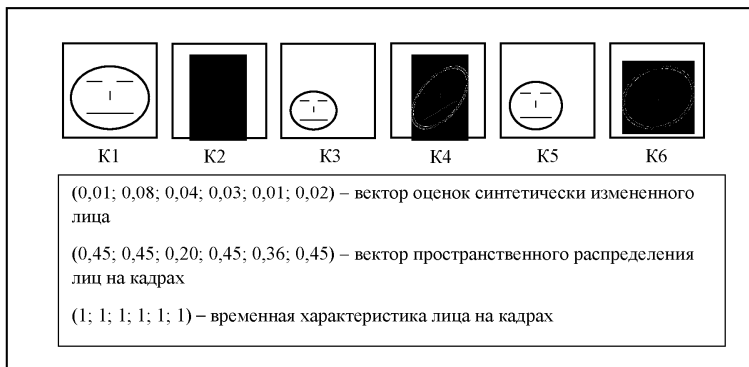 К1 К2 К3 К4 К5 К6
(0,01; 0,08; 0,04; 0,03; 0,01; 0,02) – вектор оценок синтетически измененного
лица
(0,45; 0,45; 0,20; 0,45; 0,36; 0,45) – вектор пространственного распределения
лиц на кадрах
(1; 1; 1; 1; 1; 1) – временная характеристика лица на кадрах